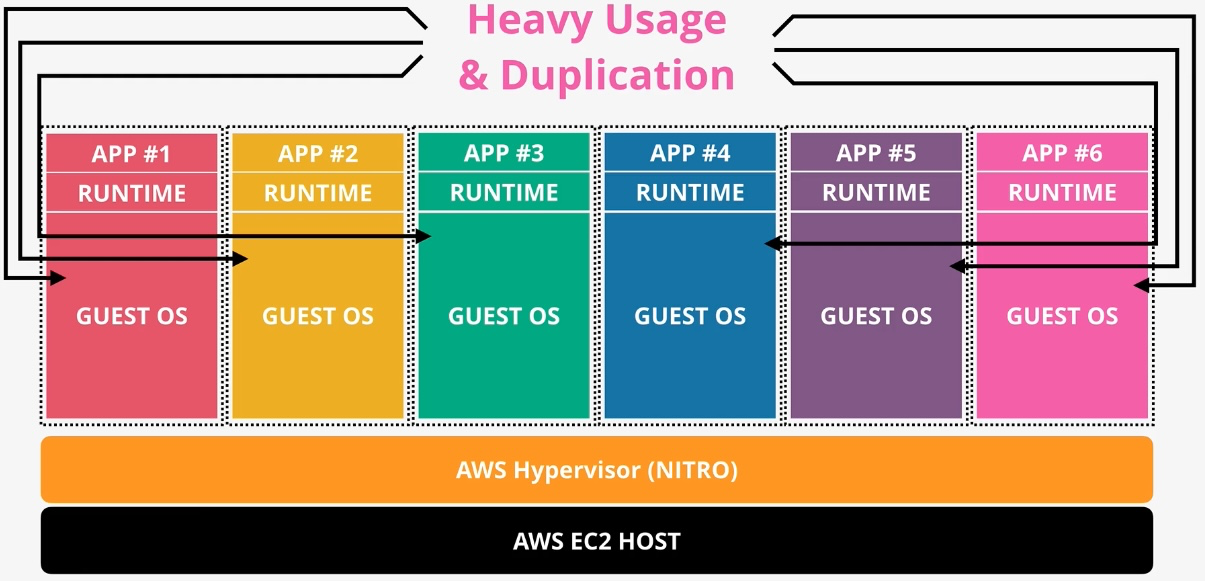 Heavy Usage
& Duplication
APP #1
RUNTIME
GUEST OS
APP #2
RUNTIME
GUEST OS
APP #3
RUNTIME
GUEST OS
APP #4
RUNTIME
GUEST OS
APP #5
RUNTIME
GUEST OS
APP #6
RUNTIME
GUEST OS
AWS Hypervisor (NITRO)
AWS EC2 HOST